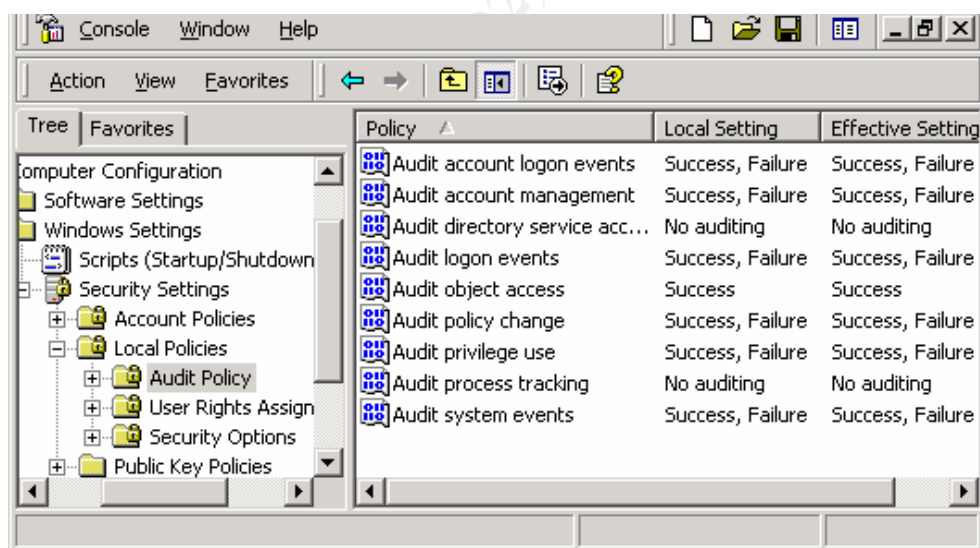 Console Window Help
Action View Favorites
Tree Favorites
Computer Configuration
Software Settings
Windows Settings
Scripts (Startup/Shutdown
Security Settings
Account Policies
Local Policies
Audit Policy
User Rights Assign
Security Options
Public Key Policies
Policy Local Setting Effective Setting
Audit account logon events Success, Failure Success, Failure
Audit account management Success, Failure Success, Failure
Audit directory service acc... No auditing No auditing
Audit logon events Success, Failure Success, Failure
Audit object access Success Success
Audit policy change Success, Failure Success, Failure
Audit privilege use Success, Failure Success, Failure
Audit process tracking No auditing No auditing
Audit system events Success, Failure Success, Failure